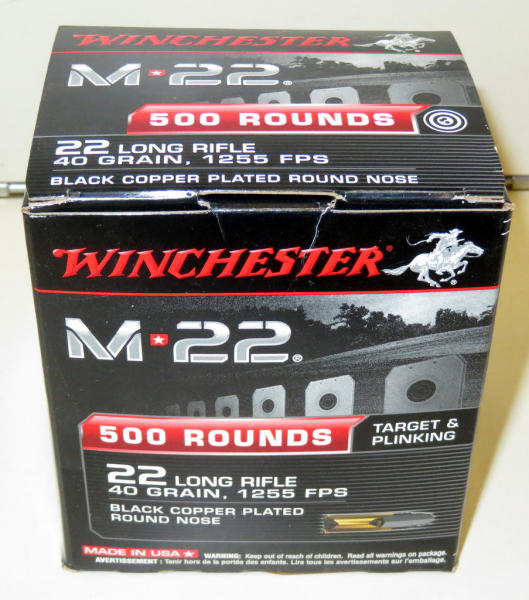 WINCHESTER
M★22®
500 ROUNDS
22 LONG RIFLE
40 GRAIN, 1255 FPS
BLACK COPPER PLATED ROUND NOSE
WINCHESTER®
M★22®
500 ROUNDS
TARGET &
PLINKING
22 LONG RIFLE
40 GRAIN, 1255 FPS
BLACK COPPER PLATED
ROUND NOSE
MADE IN USA★
WARNING: Keep out of reach of children. Read all warnings on package.
AVERTISSEMENT : Tenir hors de la portée des enfants. Lire tous les avertissements sur l'emballage.